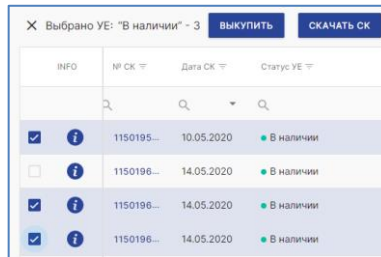 Выбрано УЕ: "В наличии" - 3 ВЫКУПИТЬ СКАЧАТЬ СК
INFO № СК Дата СК Статус УЕ
1150195... 10.05.2020 В наличии
1150196... 14.05.2020 В наличии
1150196... 14.05.2020 В наличии
1150196... 14.05.2020 В наличии